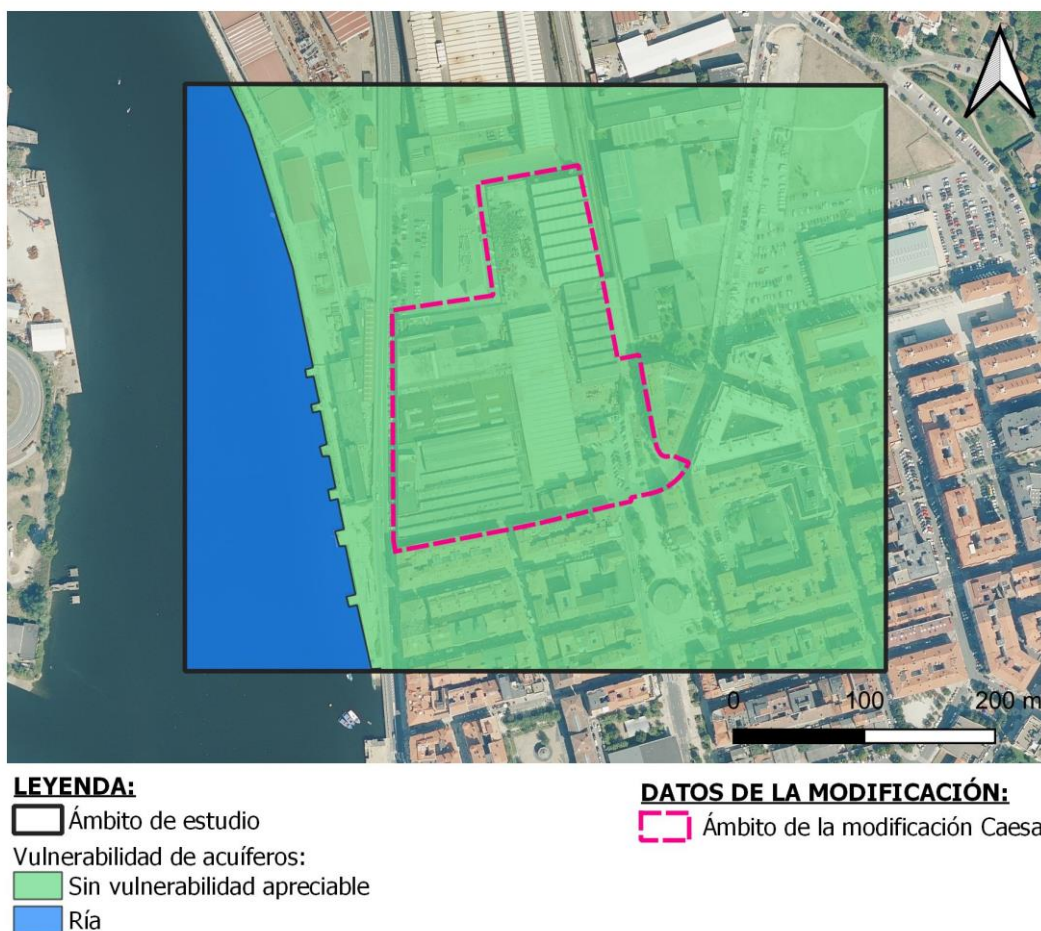 0 100 200 m
LEYENDA:
Ámbito de estudio
Vulnerabilidad de acuíferos:
Sin vulnerabilidad apreciable
Ría
DATOS DE LA MODIFICACIÓN:
Ámbito de la modificación Caesa